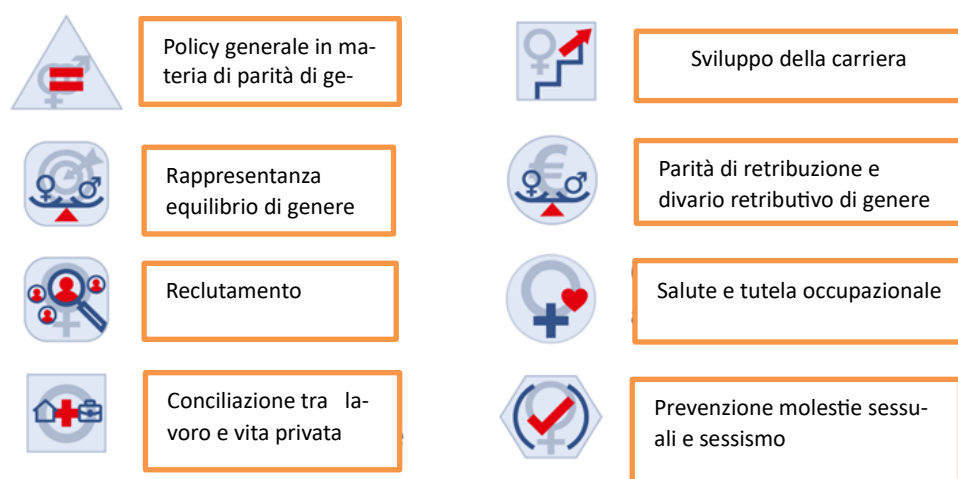 Policy generale in ma-
teria di parità di ge-
Sviluppo della carriera
Rappresentanza
equilibrio di genere
Parità di retribuzione e
divario retributivo di genere
Reclutamento
Salute e tutela occupazionale
Conciliazione tra la-
voro e vita privata
Prevenzione molestie sessu-
ali e sessismo